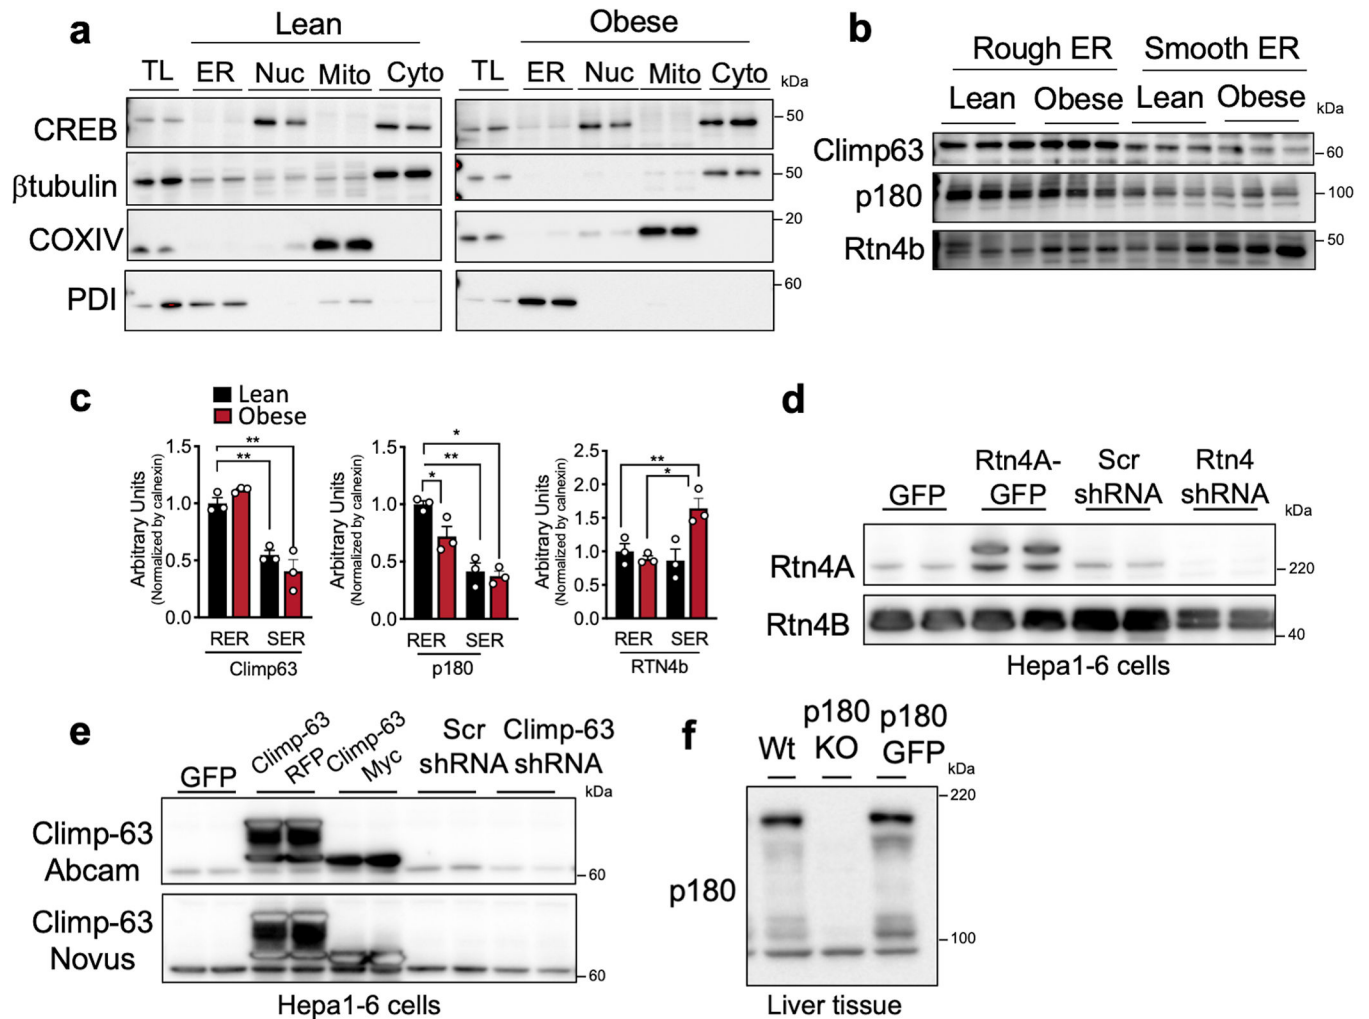 a
Lean
Obese
TL ER Nuc Mito Cyto
TL ER Nuc Mito Cyto
kDa
CREB
50
βtubulin
50
COXIV
20
PDI
60
b
Rough ER Smooth ER
Lean Obese Lean Obese
kDa
Climp63
60
p180
100
Rtn4b
50
c
Lean
Obese
Arbitrary Units
(Normalized by calnexin)
1.5
1.0
0.5
0.0
** 
**
RER SER
Climp63
Arbitrary Units
(Normalized by calnexin)
1.5
1.0
0.5
0.0
*
**
*
RER SER
p180
Arbitrary Units
(Normalized by calnexin)
2.5
2.0
1.5
1.0
0.5
0.0
**
*
RER SER
RTN4b
d
GFP
Rtn4A-
GFP
Scr
shRNA
Rtn4
shRNA
kDa
Rtn4A
220
Rtn4B
40
Hepa1-6 cells
e
GFP
Climp-63
RFP
Climp-63
Myc
Scr
shRNA
Climp-63
shRNA
kDa
Climp-63
Abcam
60
Climp-63
Novus
60
Hepa1-6 cells
f
Wt
p180
KO
p180
GFP
kDa
220
p180
100
Liver tissue